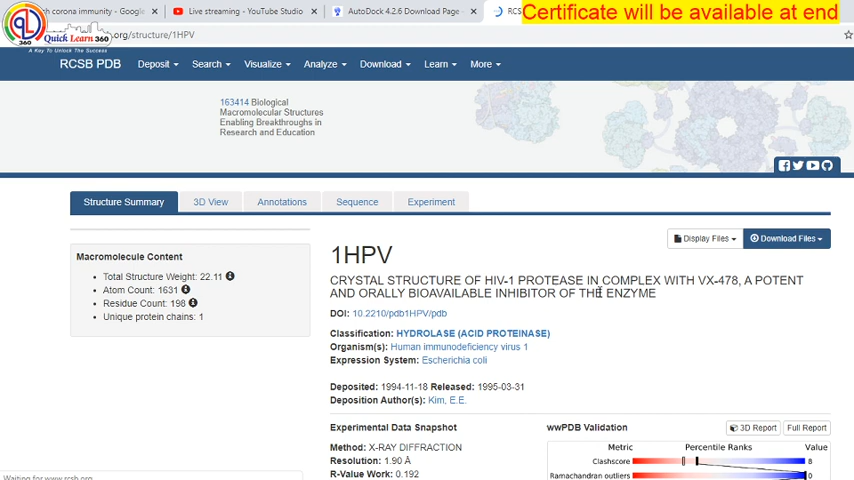 Certificate will be available at end
th corona immunity - Google
Live streaming - YouTube Studio
AutoDock 4.2.6 Download Page
RCS
QL
360
Quick Learn 360
A Key To Unlock The Success
.org/structure/1HPV
RCSB PDB Deposit Search Visualize Analyze Download Learn More
163414 Biological
Macromolecular Structures
Enabling Breakthroughs in
Research and Education
Structure Summary 3D View Annotations Sequence Experiment
Display Files Download Files
Macromolecule Content
Total Structure Weight: 22.11
Atom Count: 1631
Residue Count: 198
Unique protein chains: 1
1HPV
CRYSTAL STRUCTURE OF HIV-1 PROTEASE IN COMPLEX WITH VX-478, A POTENT
AND ORALLY BIOAVAILABLE INHIBITOR OF THE ENZYME
DOI: 10.2210/pdb1HPV/pdb
Classification: HYDROLASE (ACID PROTEINASE)
Organism(s): Human immunodeficiency virus 1
Expression System: Escherichia coli
Deposited: 1994-11-18 Released: 1995-03-31
Deposition Author(s): Kim, E.E.
Experimental Data Snapshot
Method: X-RAY DIFFRACTION
Resolution: 1.90 Å
R-Value Work: 0.192
wwPDB Validation 3D Report Full Report
Metric Percentile Ranks Value
Clashscore 8
Ramachandran outliers 0
Waiting for www.rcsb.org